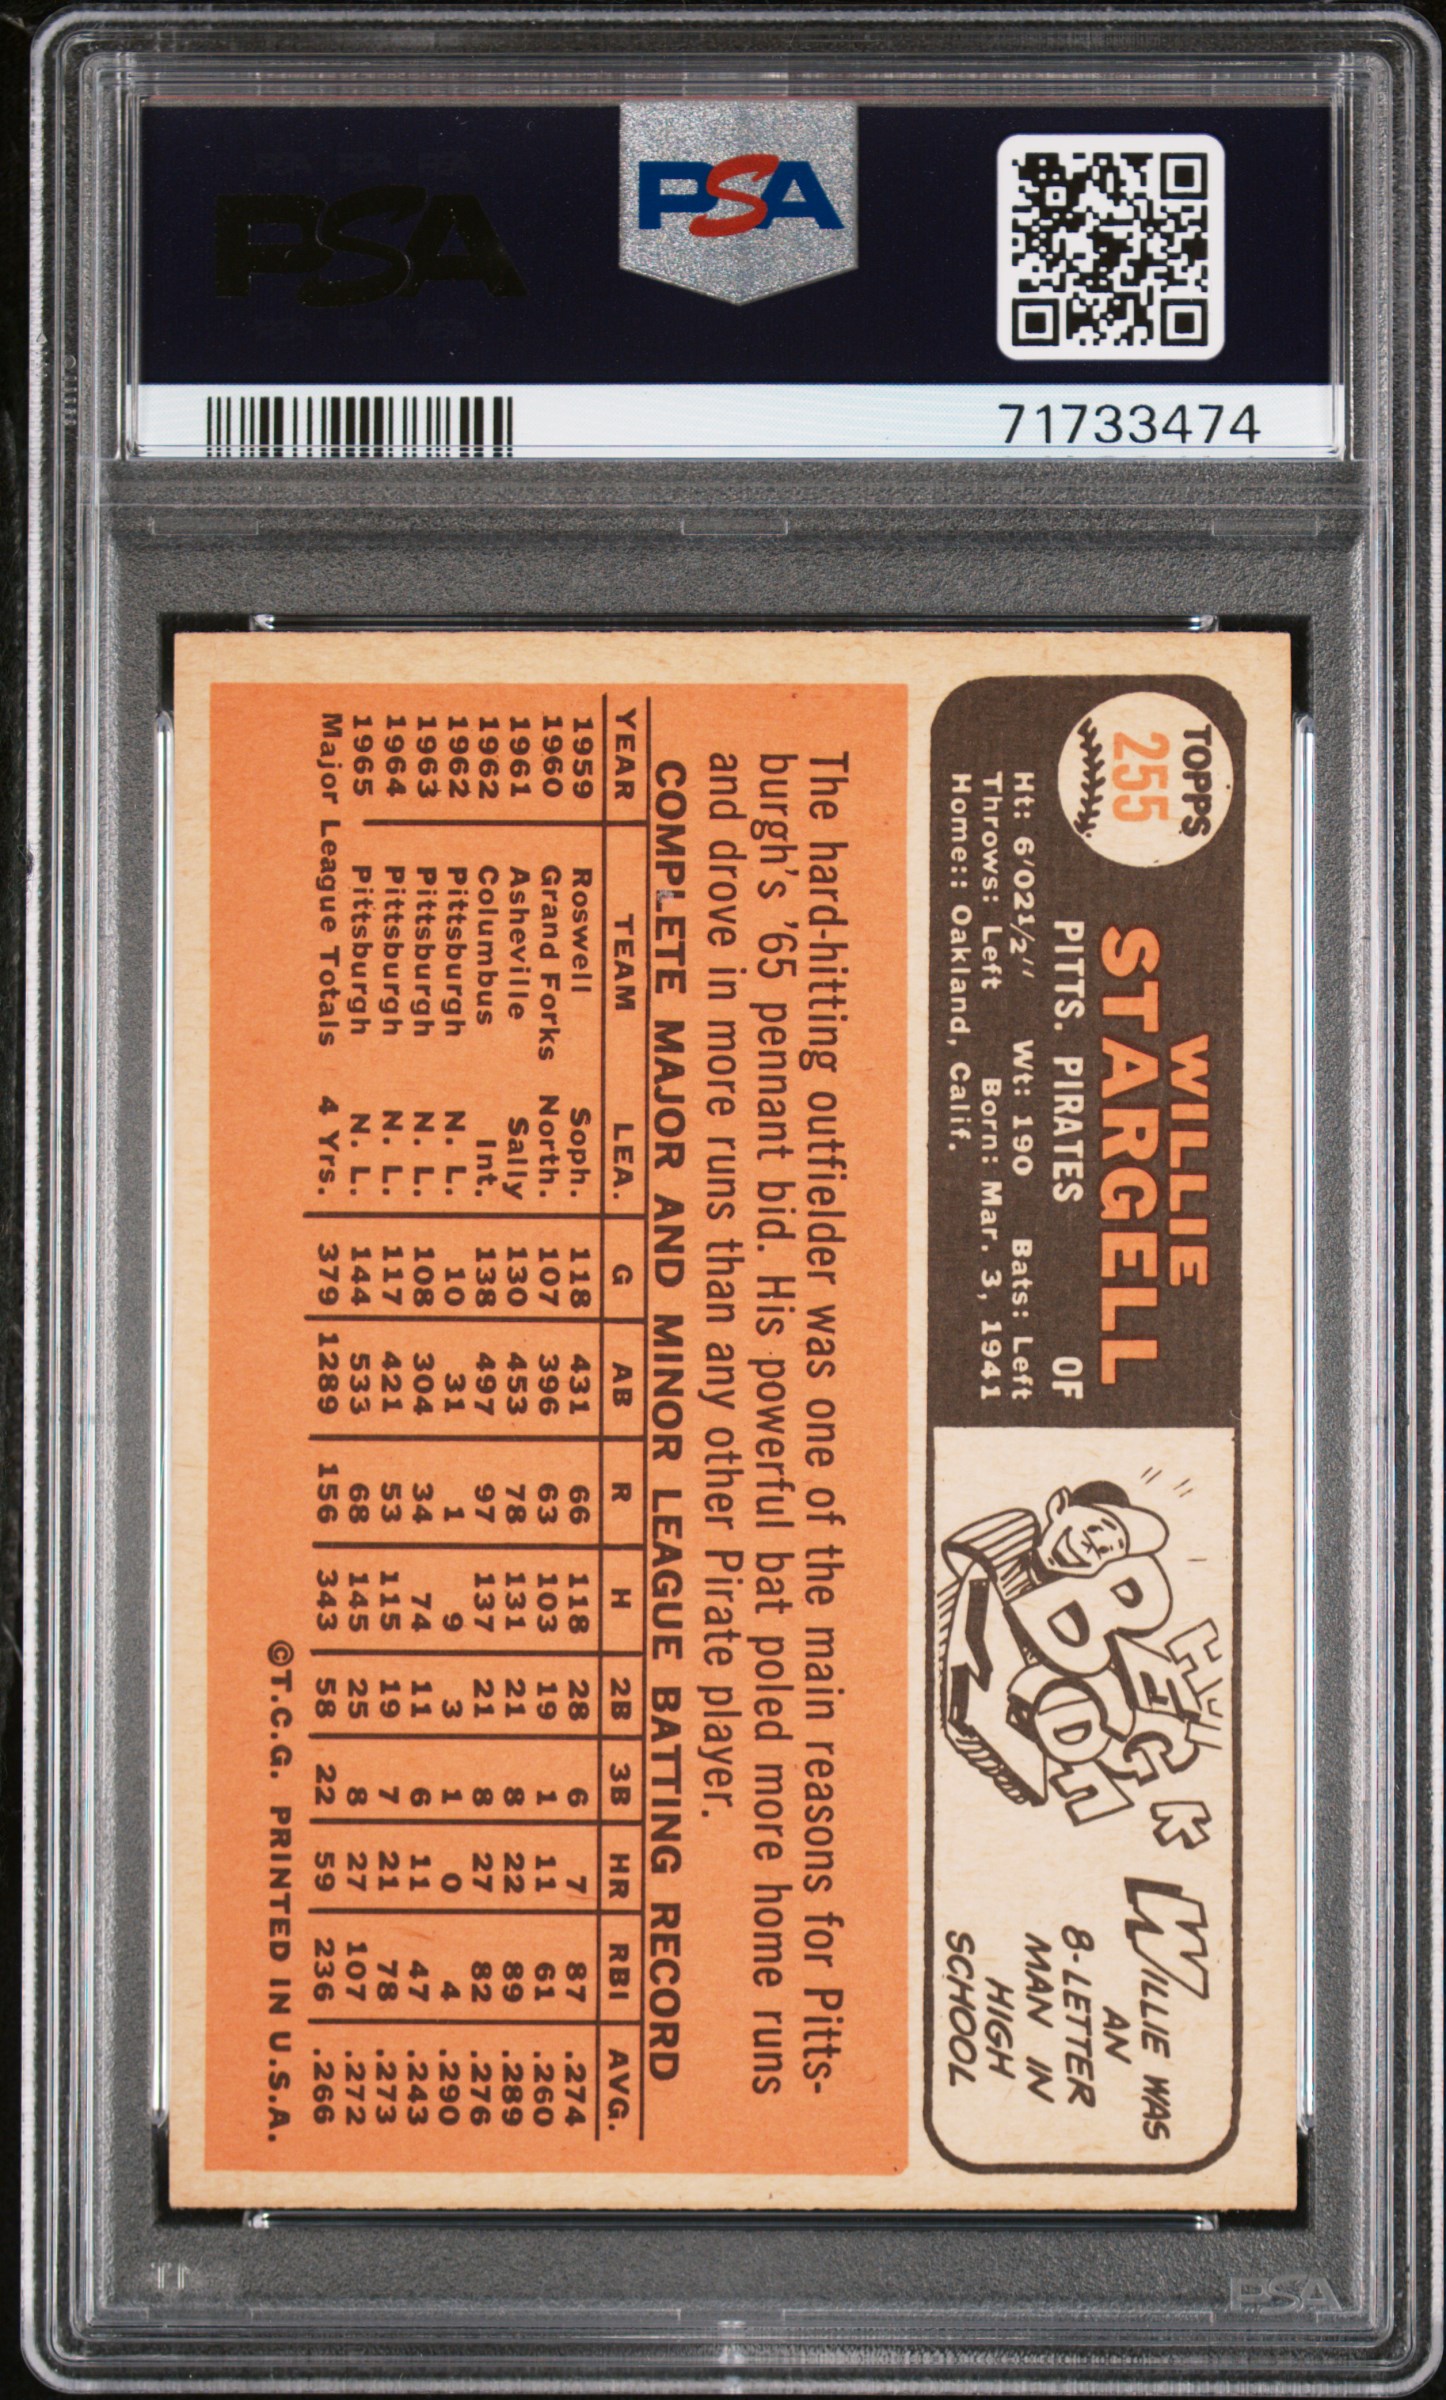 PSA
PSA
71733474
TOPPS
255
WILLIE
STARGELL
OF
PITTS. PIRATES
Ht: 6'02½" Wt: 190 Bats: Left
Throws: Left Born: Mar. 3, 1941
Home:: Oakland, Calif.
HEY!
DECK
DDGH
WILLIE WAS
AN
8-LETTER
MAN IN
HIGH
SCHOOL
The hard-hitting outfielder was one of the main reasons for Pitts-
burgh's '65 pennant bid. His powerful bat poled more home runs
and drove in more runs than any other Pirate player.
COMPLETE MAJOR AND MINOR LEAGUE BATTING RECORD
YEAR TEAM LEA. G AB R H 2B 3B HR RBI AVG.
1959 Roswell Soph. 118 431 66 118 28 6 7 87 .274
1960 Grand Forks North. 107 396 63 103 19 1 11 61 .260
1961 Asheville Sally 130 453 78 131 21 8 22 89 .289
1962 Columbus Int. 138 497 97 137 21 8 27 82 .276
1962 Pittsburgh N. L. 10 31 1 9 3 1 0 4 .290
1963 Pittsburgh N. L. 108 304 34 74 11 6 11 47 .243
1964 Pittsburgh N. L. 117 421 53 115 19 7 21 78 .273
1965 Pittsburgh N. L. 144 533 68 145 25 8 27 107 .272
Major League Totals 4 Yrs. 379 1289 156 343 58 22 59 236 .266
©T.C.G. PRINTED IN U.S.A.
PSA